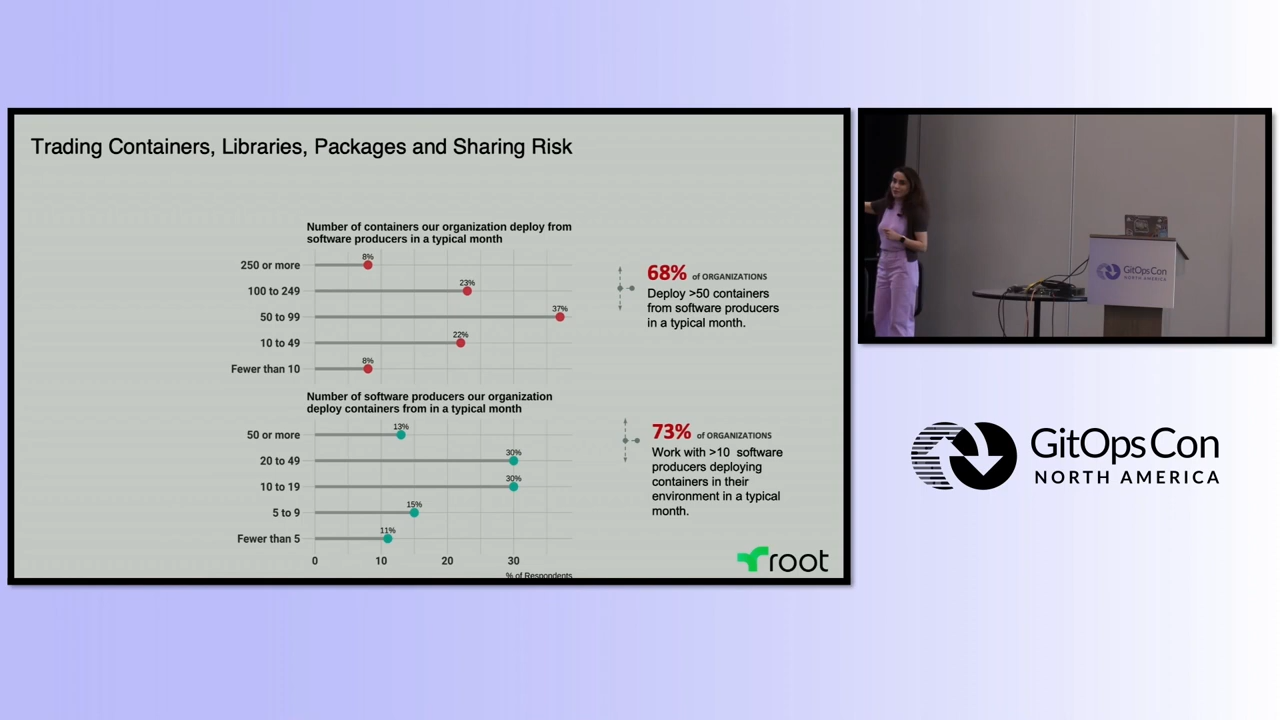 Trading Containers, Libraries, Packages and Sharing Risk
Number of containers our organization deploy from
software producers in a typical month
250 or more
8%
100 to 249
23%
50 to 99
37%
10 to 49
22%
Fewer than 10
8%
68% of ORGANIZATIONS
Deploy >50 containers
from software producers
in a typical month.
Number of software producers our organization
deploy containers from in a typical month
50 or more
13%
20 to 49
30%
10 to 19
30%
5 to 9
15%
Fewer than 5
11%
0 10 20 30
% of Respondents
73% of ORGANIZATIONS
Work with >10 software
producers deploying
containers in their
environment in a typical
month.
root
GitOpsCon
NORTH AMERICA
GitOpsCon
NORTH AMERICA